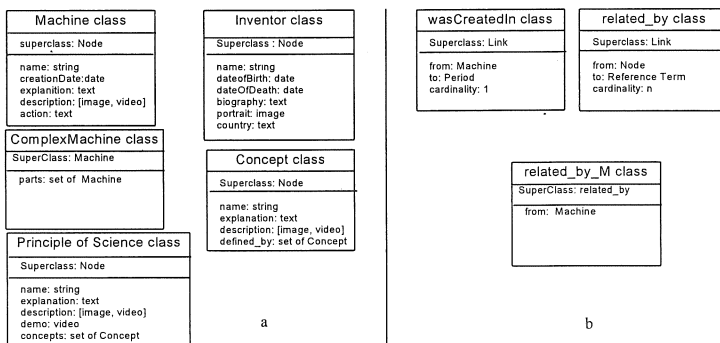 Machine class
superclass: Node
name: string
creationDate:date
explanition: text
description: [image, video]
action: text
ComplexMachine class
SuperClass: Machine
parts: set of Machine
Principle of Science class
Superclass: Node
name: string
explanation: text
description: [image, video]
demo: video
concepts: set of Concept
Inventor class
Superclass : Node
name: string
dateofBirth: date
dateOfDeath: date
biography: text
portrait: image
country: text
Concept class
Superclass: Node
name: string
explanation: text
description: [image, video]
defined_by: set of Concept
a
wasCreatedIn class
Superclass: Link
from: Machine
to: Period
cardinality: 1
related_by class
Superclass: Link
from: Node
to: Reference Term
cardinality: n
related_by_M class
SuperClass: related_by
from: Machine
b